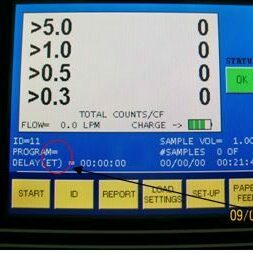 >5.0 0
>1.0 0
>0.5 0
>0.3 0
TOTAL COUNTS/CF
FLOW= 0.0 LPM CHARGE ->
STATUS
OK
ID=11 SAMPLE VOL= 1.00
PROGRAM= #SAMPLES 0 OF
DELAY(ET) = 00:00:00 00/00/00 00:21:4
START
ID
REPORT
LOAD SETTINGS
SET-UP
PAPE FEE
09/0